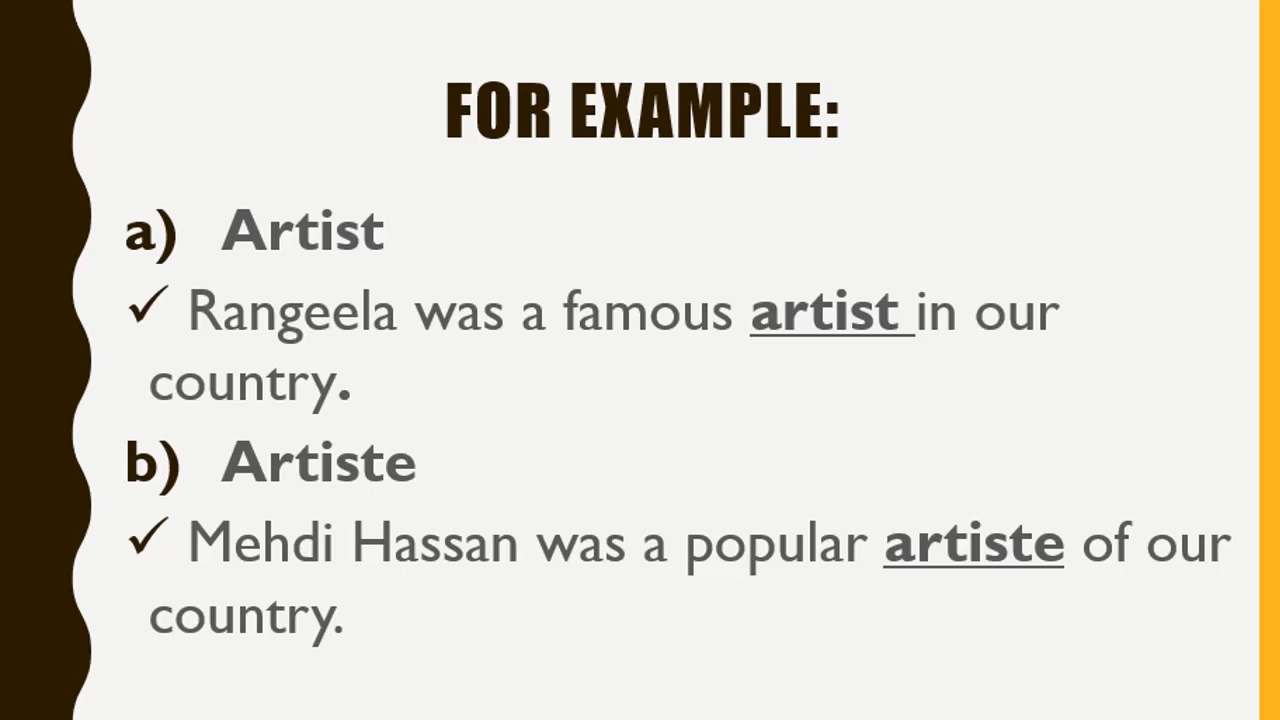 FOR EXAMPLE:
a) Artist
✓ Rangeela was a famous artist in our
country.
b) Artiste
✓ Mehdi Hassan was a popular artiste of our
country.